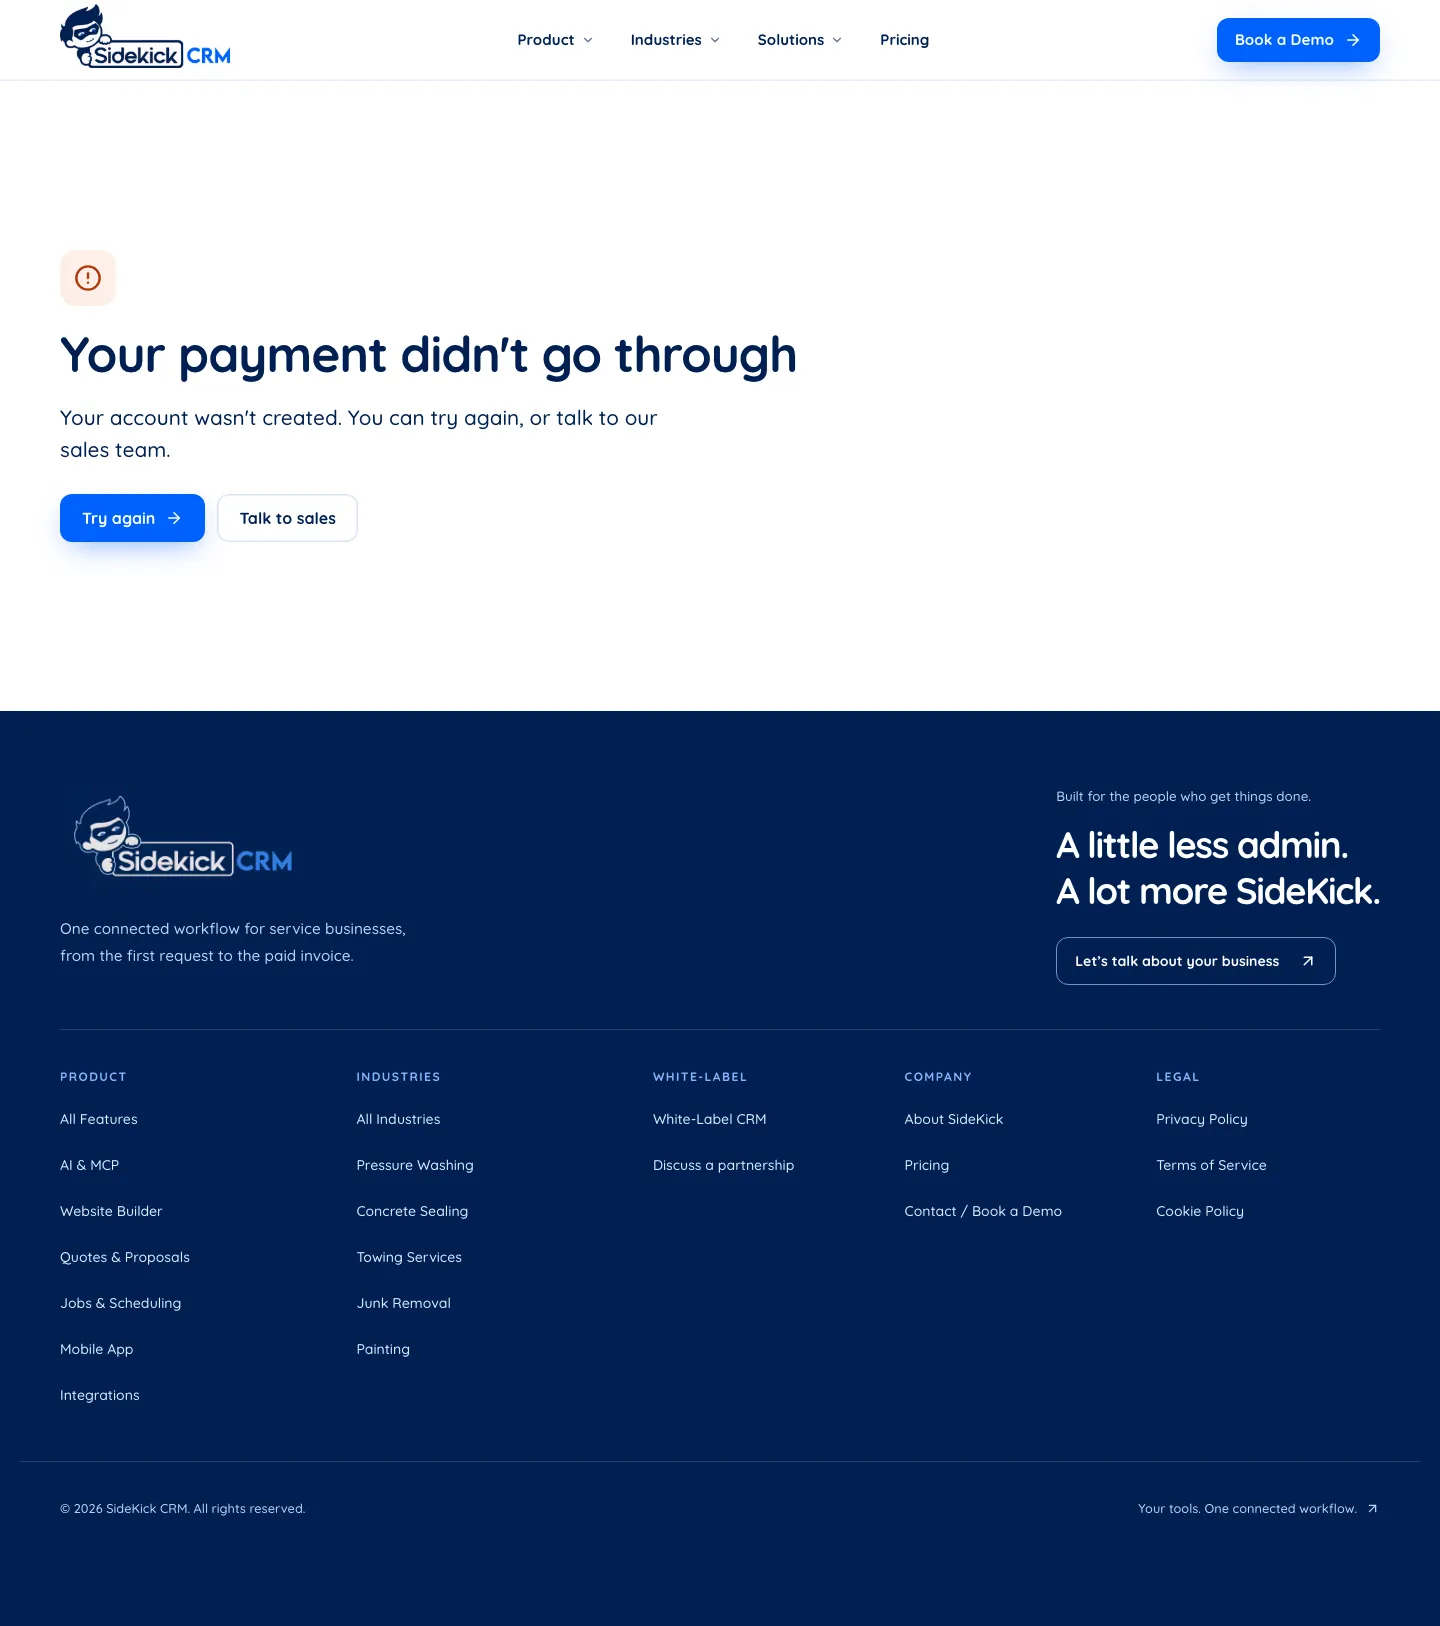 Sidekick CRM
Product
Industries
Solutions
Pricing
Book a Demo
Your payment didn't go through
Your account wasn't created. You can try again, or talk to our
sales team.
Try again
Talk to sales
Sidekick CRM
One connected workflow for service businesses,
from the first request to the paid invoice.
Built for the people who get things done.
A little less admin.
A lot more SideKick.
Let’s talk about your business
PRODUCT
All Features
AI & MCP
Website Builder
Quotes & Proposals
Jobs & Scheduling
Mobile App
Integrations
INDUSTRIES
All Industries
Pressure Washing
Concrete Sealing
Towing Services
Junk Removal
Painting
WHITE-LABEL
White-Label CRM
Discuss a partnership
COMPANY
About SideKick
Pricing
Contact / Book a Demo
LEGAL
Privacy Policy
Terms of Service
Cookie Policy
© 2026 SideKick CRM. All rights reserved.
Your tools. One connected workflow.